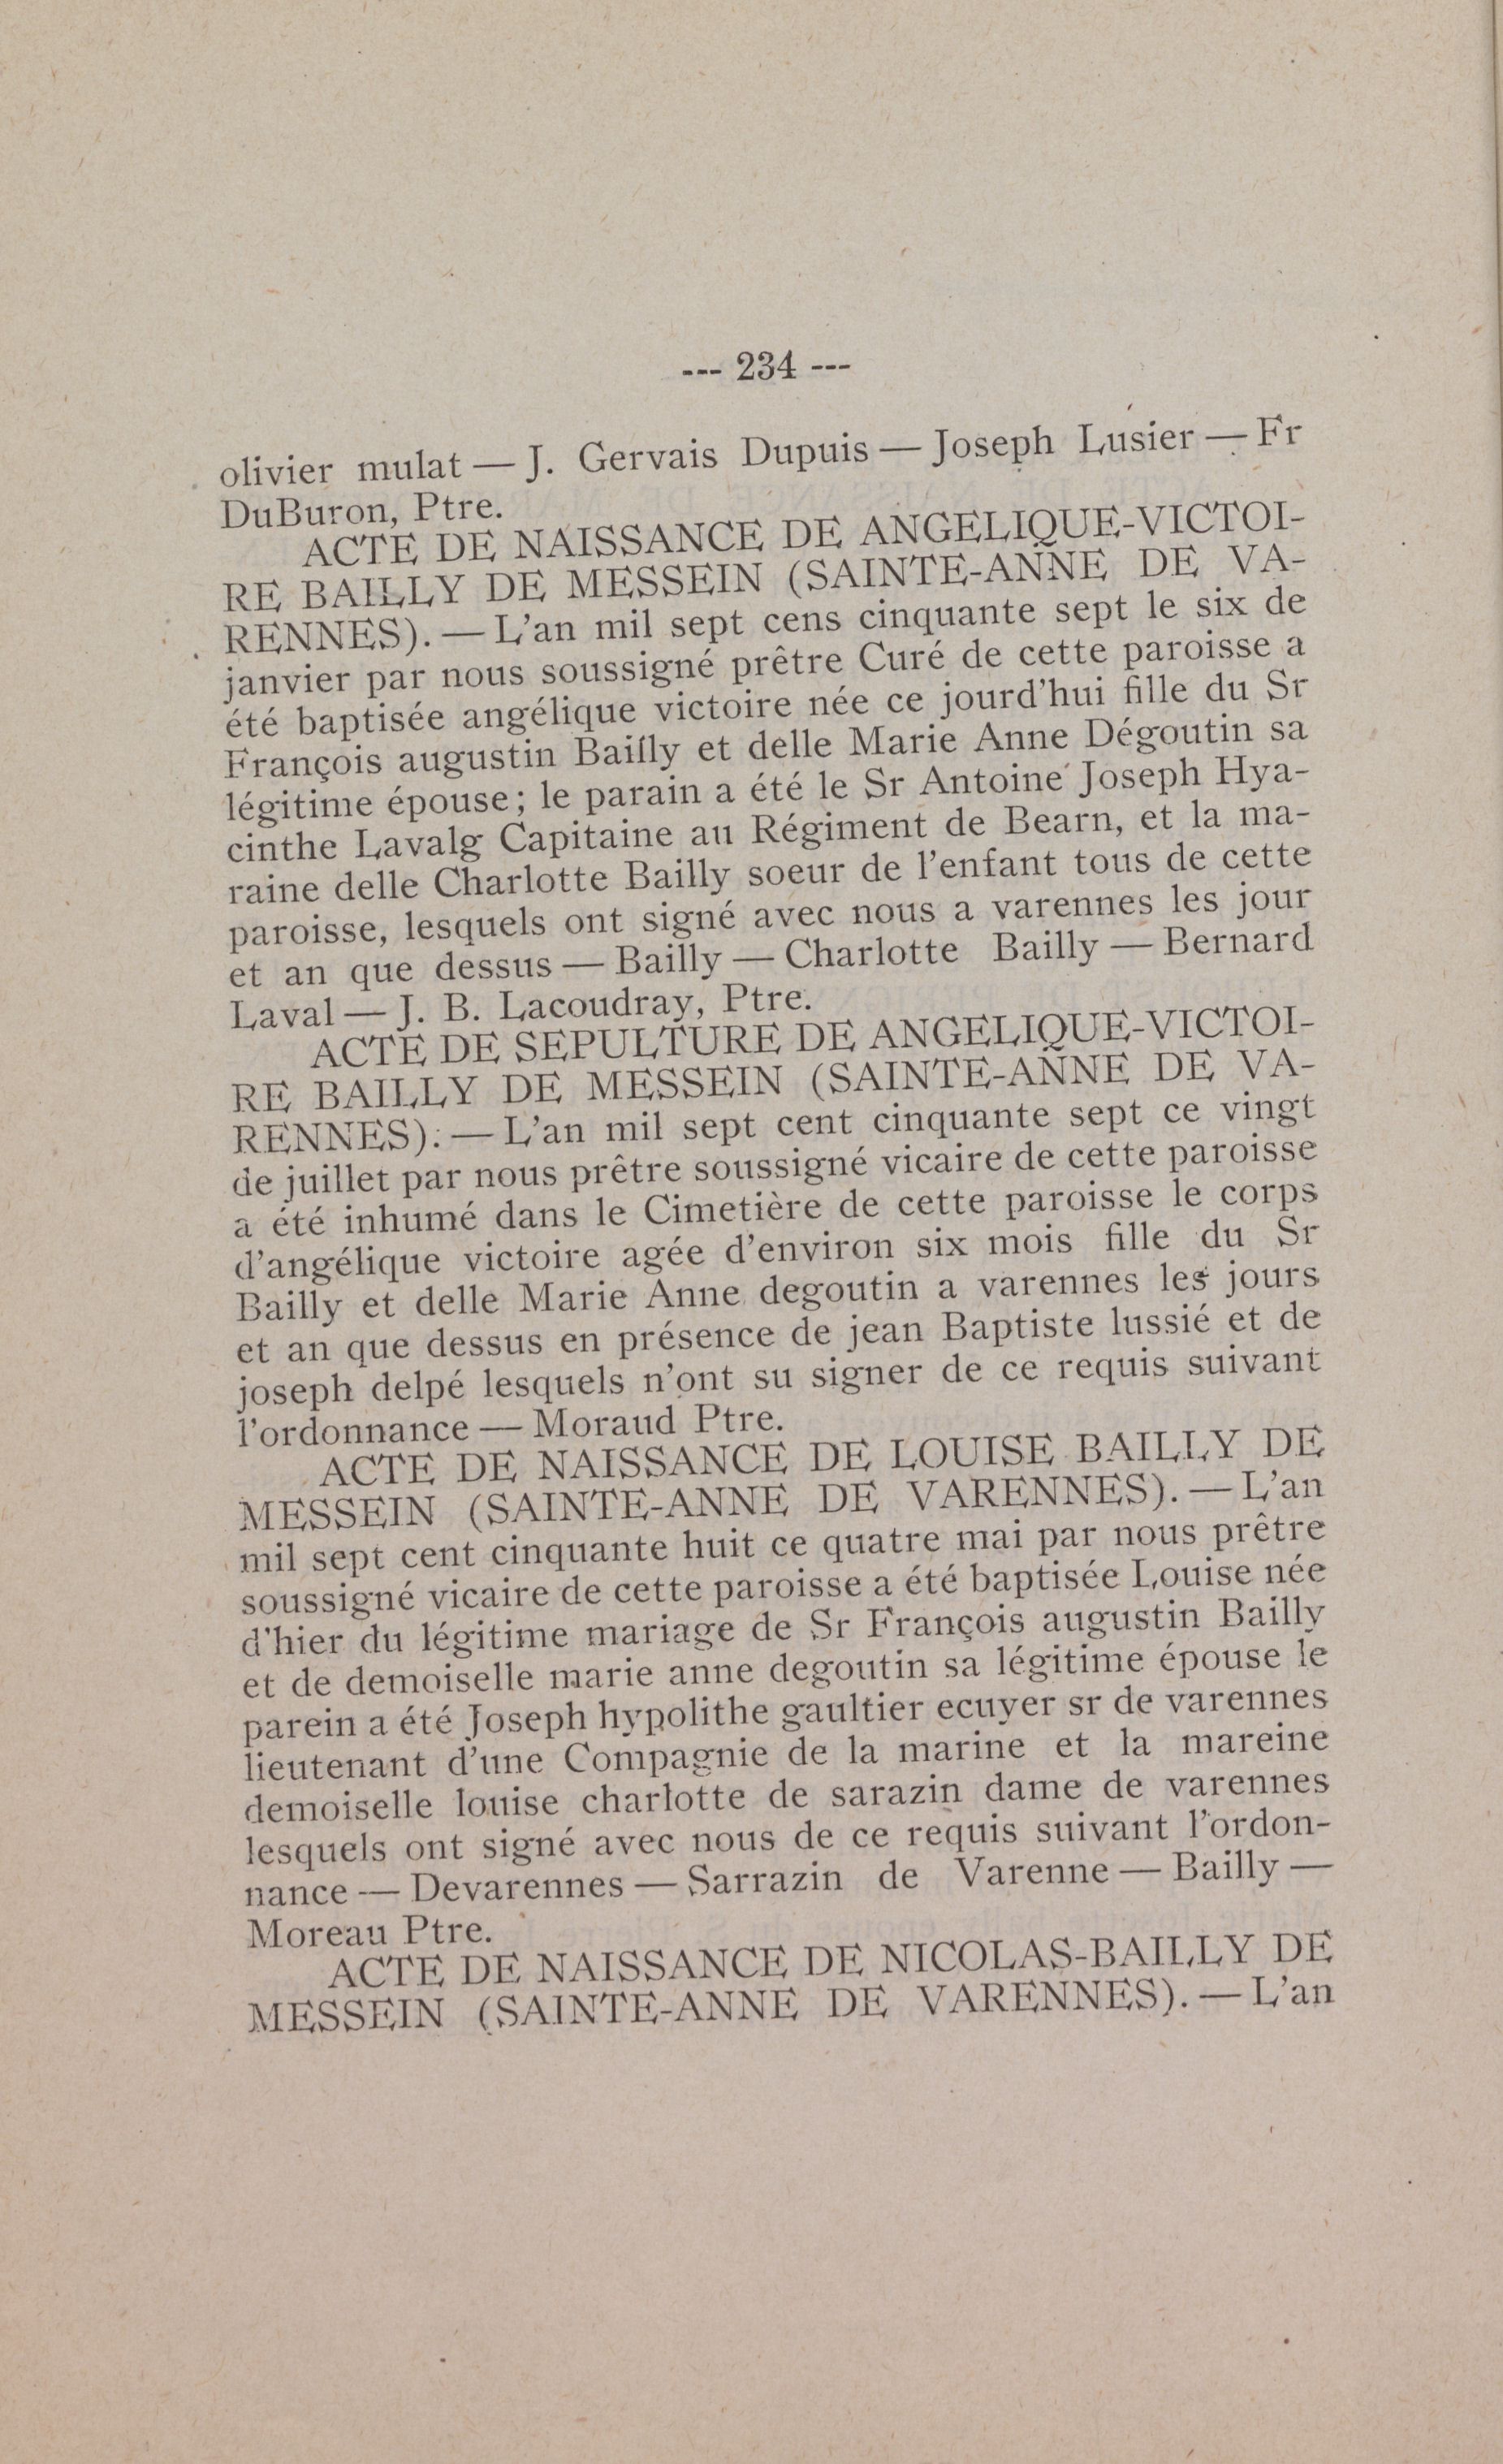 --- 234 ---
olivier mulat — J. Gervais Dupuis — Joseph Lusier — Fr
DuBuron, Ptre.
ACTE DE NAISSANCE DE ANGELIQUE-VICTOI-
RE BAILLY DE MESSEIN (SAINTE-ANNE DE VA-
RENNES). — L'an mil sept cens cinquante sept le six de
janvier par nous soussigné prêtre Curé de cette paroisse a
été baptisée angélique victoire née ce jourd'hui fille du Sr
François augustin Bailly et delle Marie Anne Dégoutin sa
légitime épouse; le parain a été le Sr Antoine Joseph Hya-
cinthe Lavalg Capitaine au Régiment de Bearn, et la ma-
raine delle Charlotte Bailly soeur de l'enfant tous de cette
paroisse, lesquels ont signé avec nous a varennes les jour
et an que dessus — Bailly — Charlotte Bailly — Bernard
Laval — J. B. Lacoudray, Ptre.
ACTE DE SEPULTURE DE ANGELIQUE-VICTOI-
RE BAILLY DE MESSEIN (SAINTE-ANNE DE VA-
RENNES). — L'an mil sept cent cinquante sept ce vingt
de juillet par nous prêtre soussigné vicaire de cette paroisse
a été inhumé dans le Cimetière de cette paroisse le corps
d'angélique victoire agée d'environ six mois fille du Sr
Bailly et delle Marie Anne degoutin a varennes les jours
et an que dessus en présence de jean Baptiste lussié et de
joseph delpé lesquels n'ont su signer de ce requis suivant
l'ordonnance — Moraud Ptre.
ACTE DE NAISSANCE DE LOUISE BAILLY DE
MESSEIN (SAINTE-ANNE DE VARENNES). — L'an
mil sept cent cinquante huit ce quatre mai par nous prêtre
soussigné vicaire de cette paroisse a été baptisée Louise née
d'hier du légitime mariage de Sr François augustin Bailly
et de demoiselle marie anne degoutin sa légitime épouse le
parein a été Joseph hypolithe gaultier ecuyer sr de varennes
lieutenant d'une Compagnie de la marine et la mareine
demoiselle louise charlotte de sarazin dame de varennes
lesquels ont signé avec nous de ce requis suivant l'ordon-
nance — Devarennes — Sarrazin de Varenne — Bailly —
Moreau Ptre.
ACTE DE NAISSANCE DE NICOLAS-BAILLY DE
MESSEIN (SAINTE-ANNE DE VARENNES). — L'an